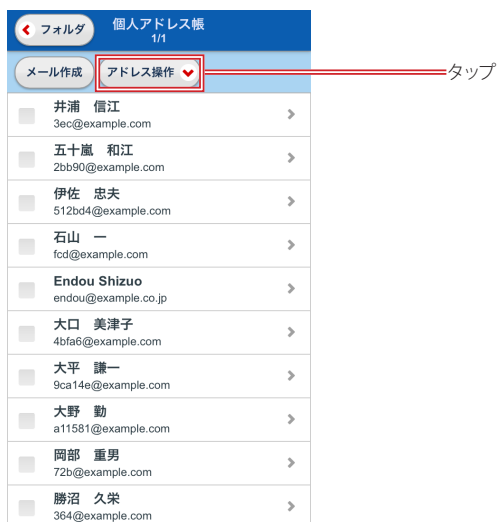 フォルダ
個人アドレス帳
1/1
メール作成
アドレス操作
タップ
井浦　信江
3ec@example.com
五十嵐　和江
2bb90@example.com
伊佐　忠夫
512bd4@example.com
石山　一
fcd@example.com
Endou Shizuo
endou@example.co.jp
大口　美津子
4bfa6@example.com
大平　謙一
9ca14e@example.com
大野　勤
a11581@example.com
岡部　重男
72b@example.com
勝沼　久栄
364@example.com